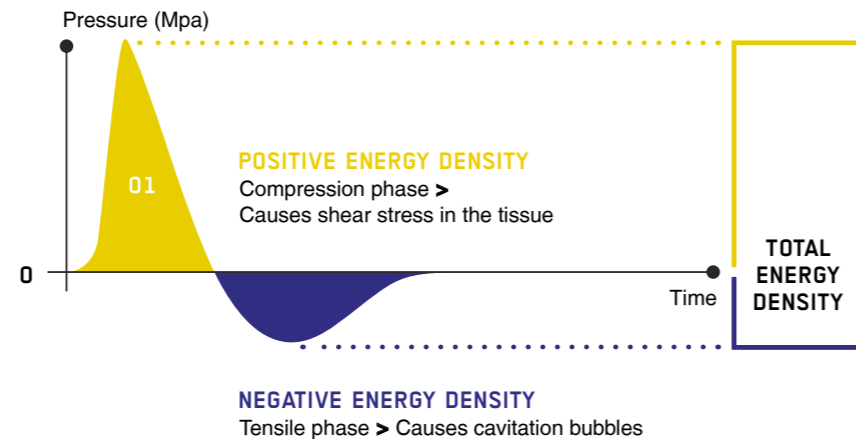 Pressure (Mpa)
01
POSITIVE ENERGY DENSITY
Compression phase >
Causes shear stress in the tissue
0
Time
TOTAL
ENERGY
DENSITY
NEGATIVE ENERGY DENSITY
Tensile phase > Causes cavitation bubbles